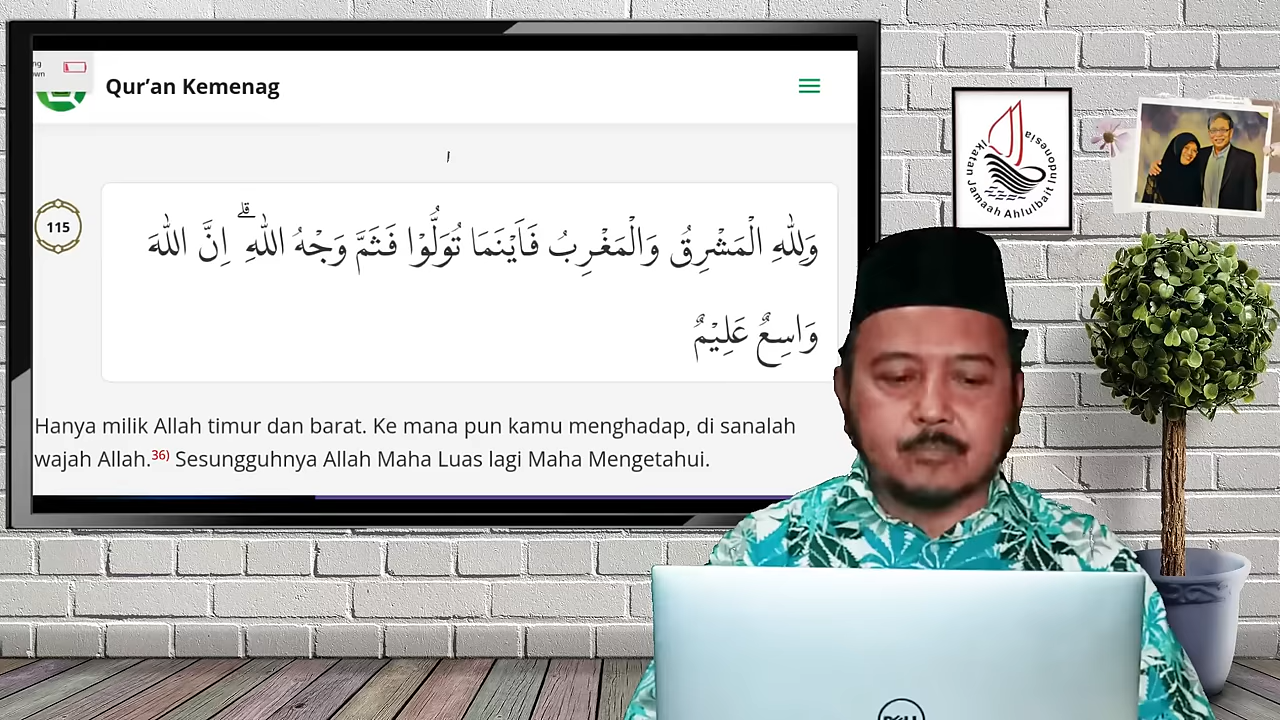 Qur’an Kemenag
115
وَلِلّٰهِ الْمَشْرِقُ وَالْمَغْرِبُ فَاَيْنَمَا تُوَلُّوْا فَثَمَّ وَجْهُ اللّٰهِ ۗ اِنَّ اللّٰهَ
وَاسِعٌ عَلِيْمٌ
Hanya milik Allah timur dan barat. Ke mana pun kamu menghadap, di sanalah
wajah Allah.36) Sesungguhnya Allah Maha Luas lagi Maha Mengetahui.
Ikatan Jamaah Ahlulbait Indonesia
DELL